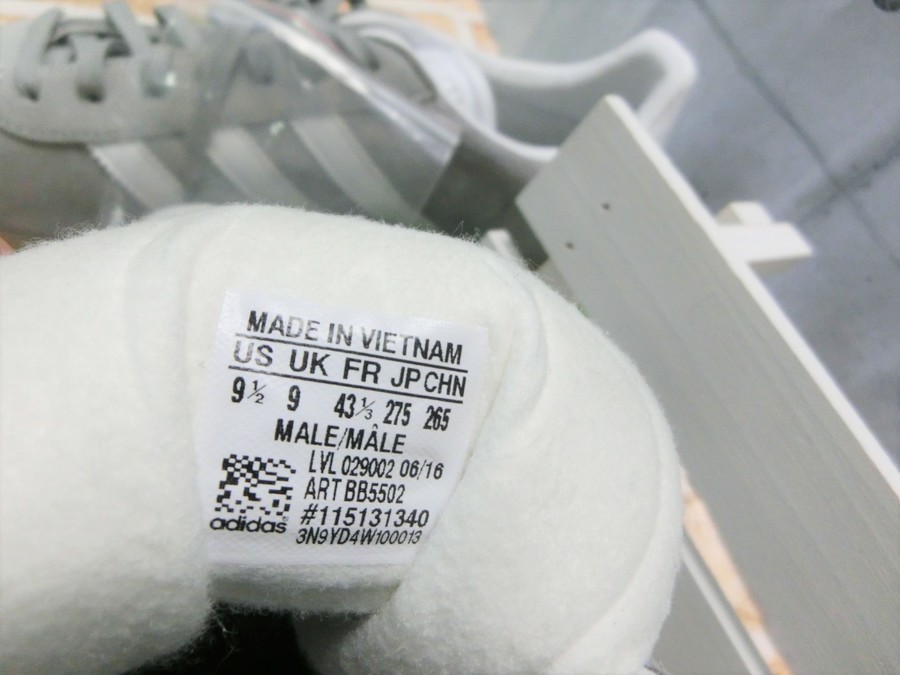 MADE IN VIETNAM
US UK FR JP CHN
9½ 9 43⅓ 275 265
MALE/MÂLE
LVL 029002 06/16
ART BB5502
adidas #115131340
3N9YD4W100013